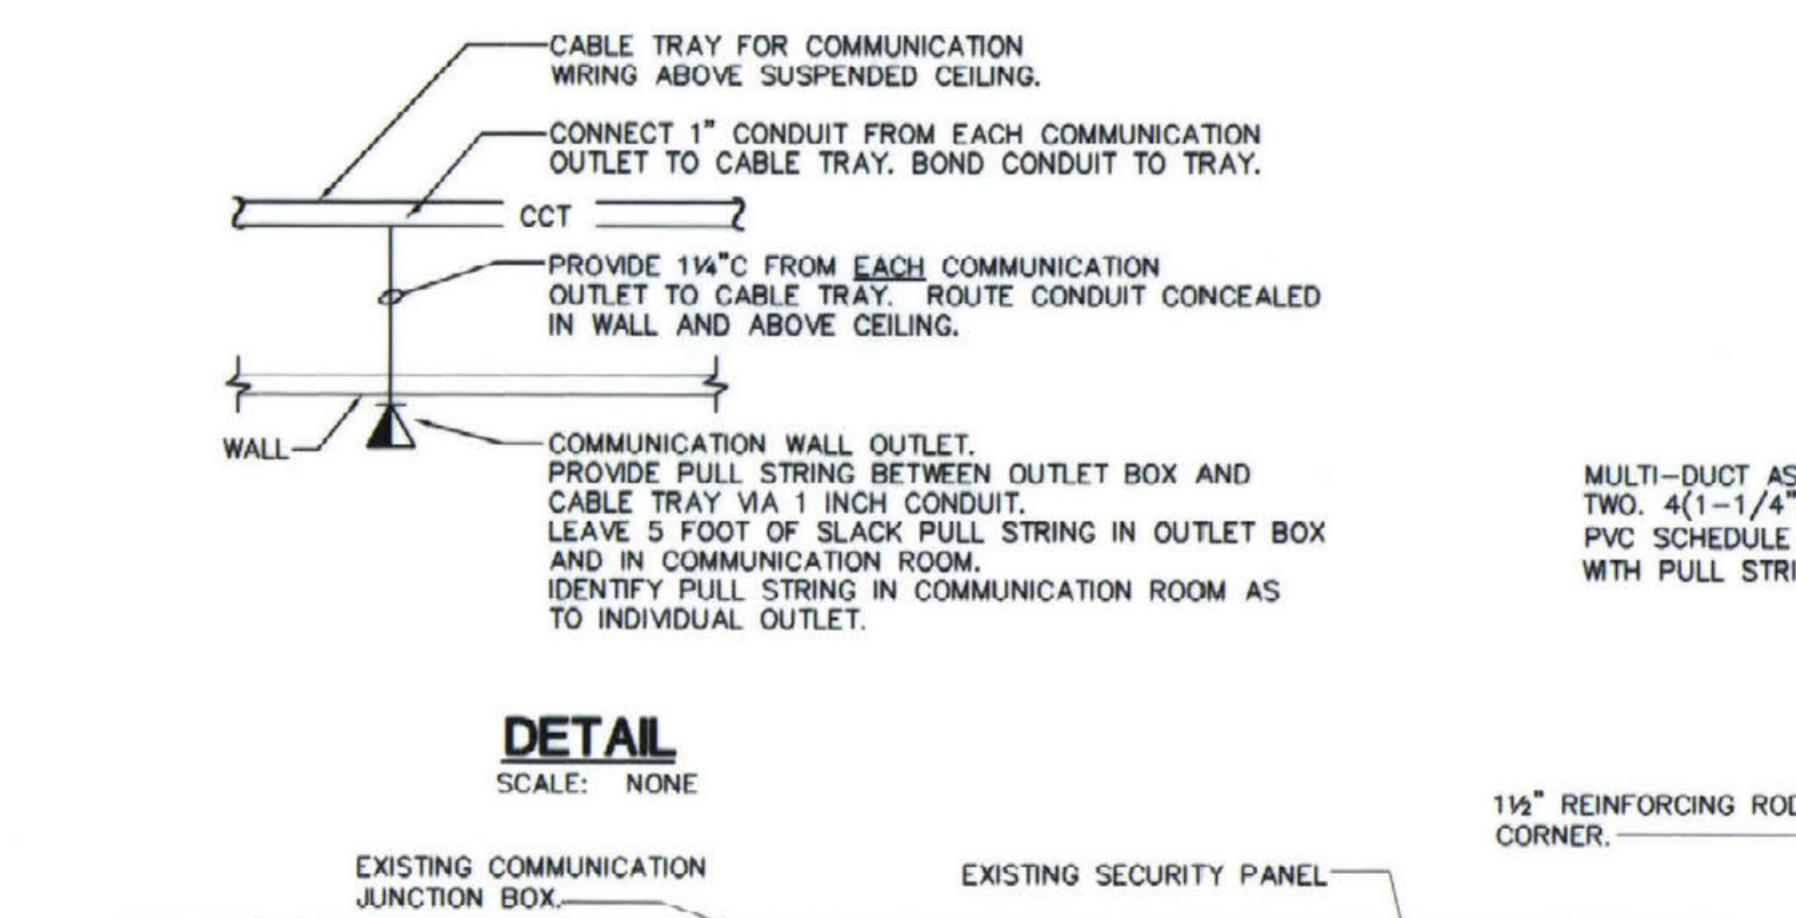 CABLE TRAY FOR COMMUNICATION
WIRING ABOVE SUSPENDED CEILING.
CONNECT 1" CONDUIT FROM EACH COMMUNICATION
OUTLET TO CABLE TRAY. BOND CONDUIT TO TRAY.
CCT
PROVIDE 1¼"C FROM EACH COMMUNICATION
OUTLET TO CABLE TRAY. ROUTE CONDUIT CONCEALED
IN WALL AND ABOVE CEILING.
WALL
COMMUNICATION WALL OUTLET.
PROVIDE PULL STRING BETWEEN OUTLET BOX AND
CABLE TRAY VIA 1 INCH CONDUIT.
LEAVE 5 FOOT OF SLACK PULL STRING IN OUTLET BOX
AND IN COMMUNICATION ROOM.
IDENTIFY PULL STRING IN COMMUNICATION ROOM AS
TO INDIVIDUAL OUTLET.
MULTI-DUCT AS
TWO. 4(1-1/4"
PVC SCHEDULE
WITH PULL STRI
DETAIL
SCALE: NONE
1½" REINFORCING ROD
CORNER.
EXISTING COMMUNICATION
JUNCTION BOX.
EXISTING SECURITY PANEL